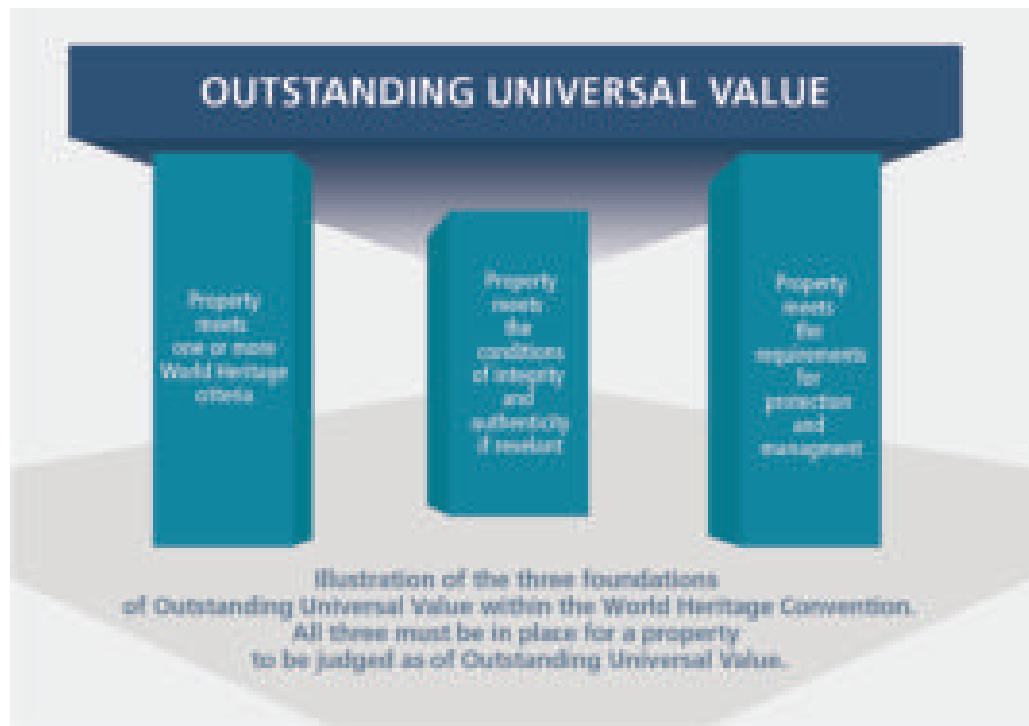 OUTSTANDING UNIVERSAL VALUE
Property
meets
one or more
World Heritage
criteria
Property
meets
the
conditions
of integrity
and
authenticity
if reselant
Property
meets
the
requirements
for
protection
and
managment
Illustration of the three foundations
of Outstanding Universal Value within the World Heritage Convention.
All three must be in place for a property
to be judged as of Outstanding Universal Value.